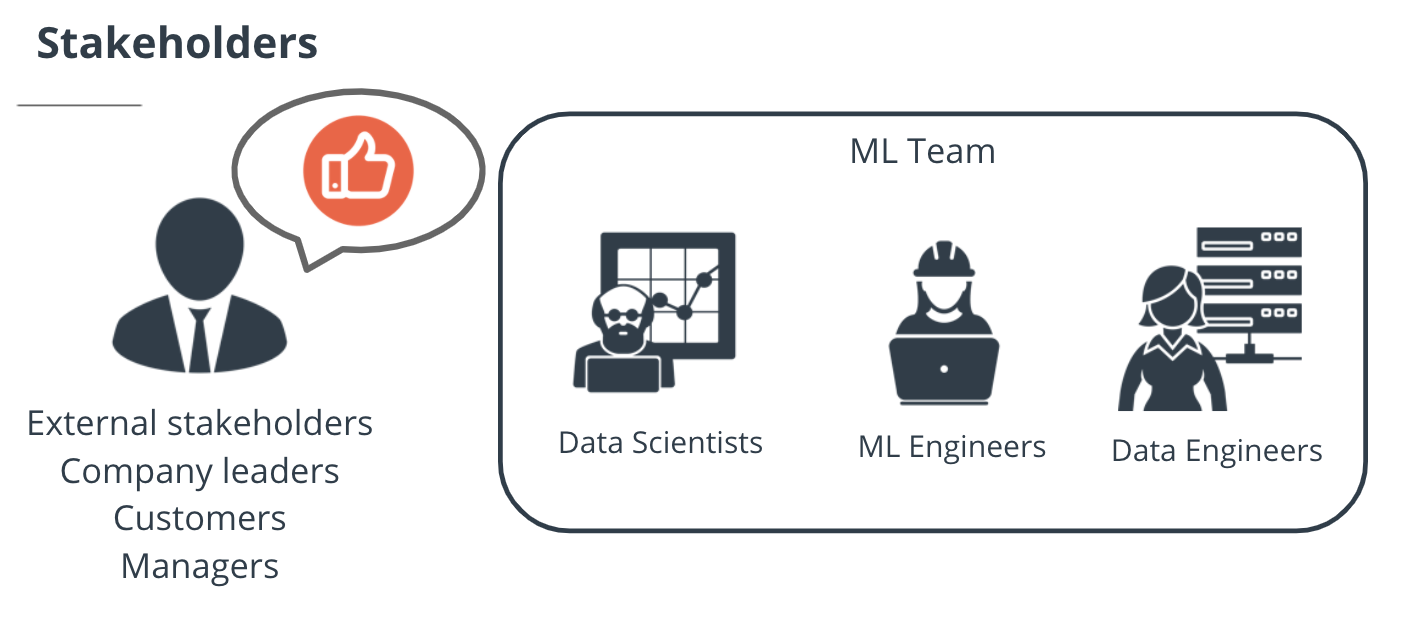 Stakeholders
ML Team
Data Scientists
ML Engineers
Data Engineers
External stakeholders
Company leaders
Customers
Managers